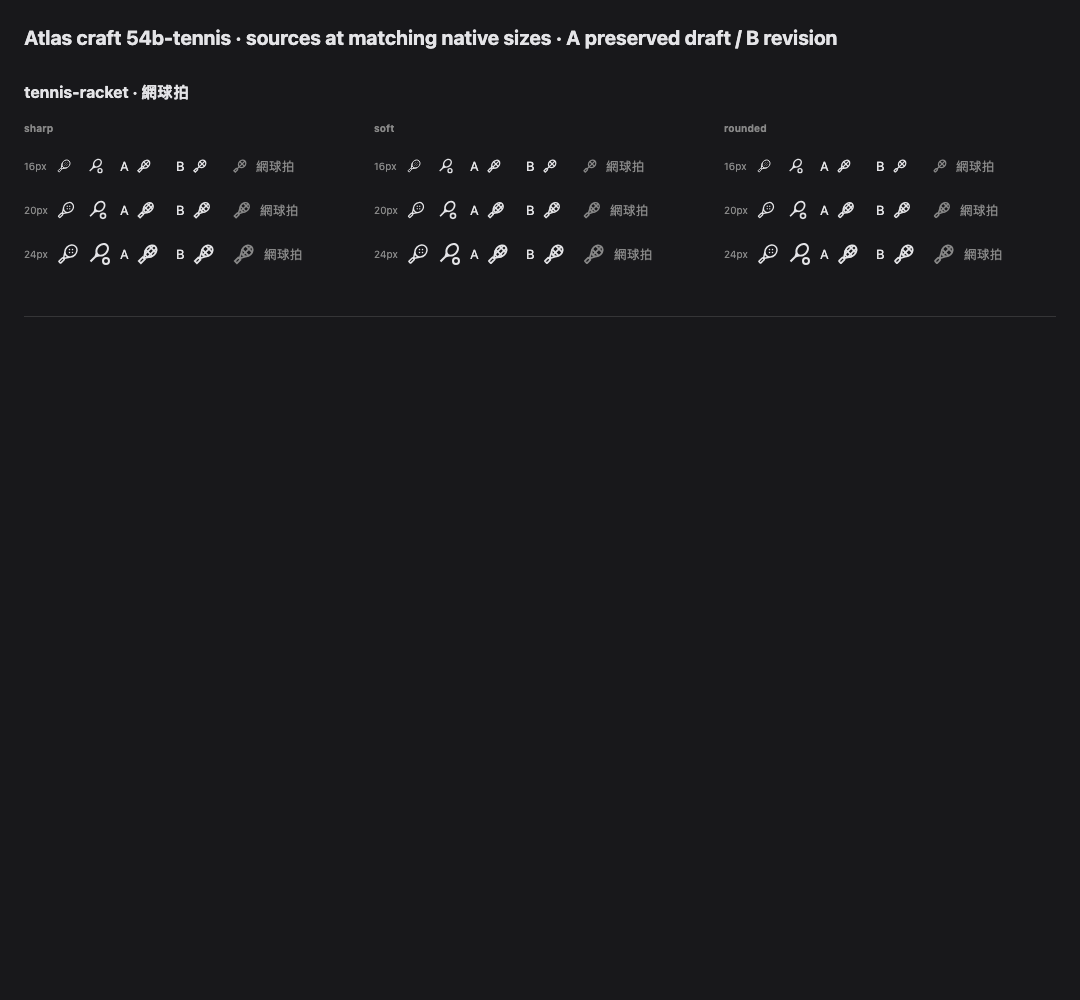 Atlas craft 54b-tennis · sources at matching native sizes · A preserved draft / B revision
tennis-racket · 網球拍
sharp soft rounded
16px A B 網球拍 16px A B 網球拍 16px A B 網球拍
20px A B 網球拍 20px A B 網球拍 20px A B 網球拍
24px A B 網球拍 24px A B 網球拍 24px A B 網球拍